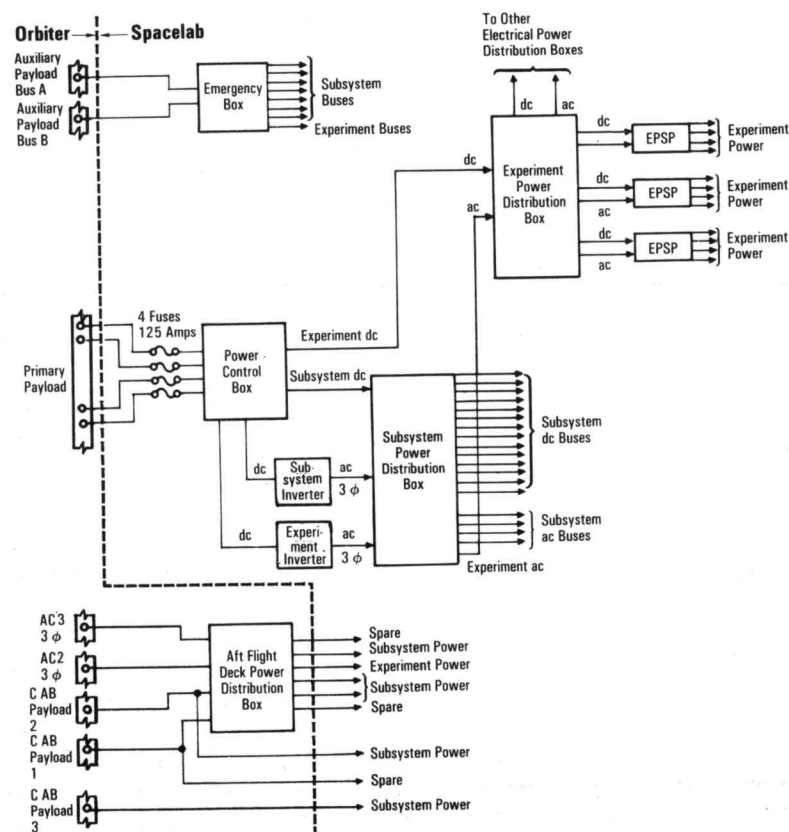 Orbiter
Spacelab
Auxiliary
Payload
Bus A
Auxiliary
Payload
Bus B
Emergency
Box
Subsystem
Buses
Experiment Buses
To Other
Electrical Power
Distribution Boxes
dc
ac
dc
ac
Experiment
Power
Distribution
Box
dc
EPSP
Experiment
Power
dc
ac
EPSP
Experiment
Power
dc
ac
EPSP
Experiment
Power
Primary
Payload
4 Fuses
125 Amps
Power
Control
Box
Experiment dc
Subsystem dc
dc
Sub-
system
Inverter
ac
3 ϕ
dc
Experi-
ment
Inverter
ac
3 ϕ
Subsystem
Power
Distribution
Box
Subsystem
dc Buses
Subsystem
ac Buses
Experiment ac
AC3
3 ϕ
AC2
3 ϕ
C AB
Payload
2
C AB
Payload
1
C AB
Payload
3
Aft Flight
Deck Power
Distribution
Box
Spare
Subsystem Power
Experiment Power
Subsystem Power
Spare
Subsystem Power
Spare
Subsystem Power